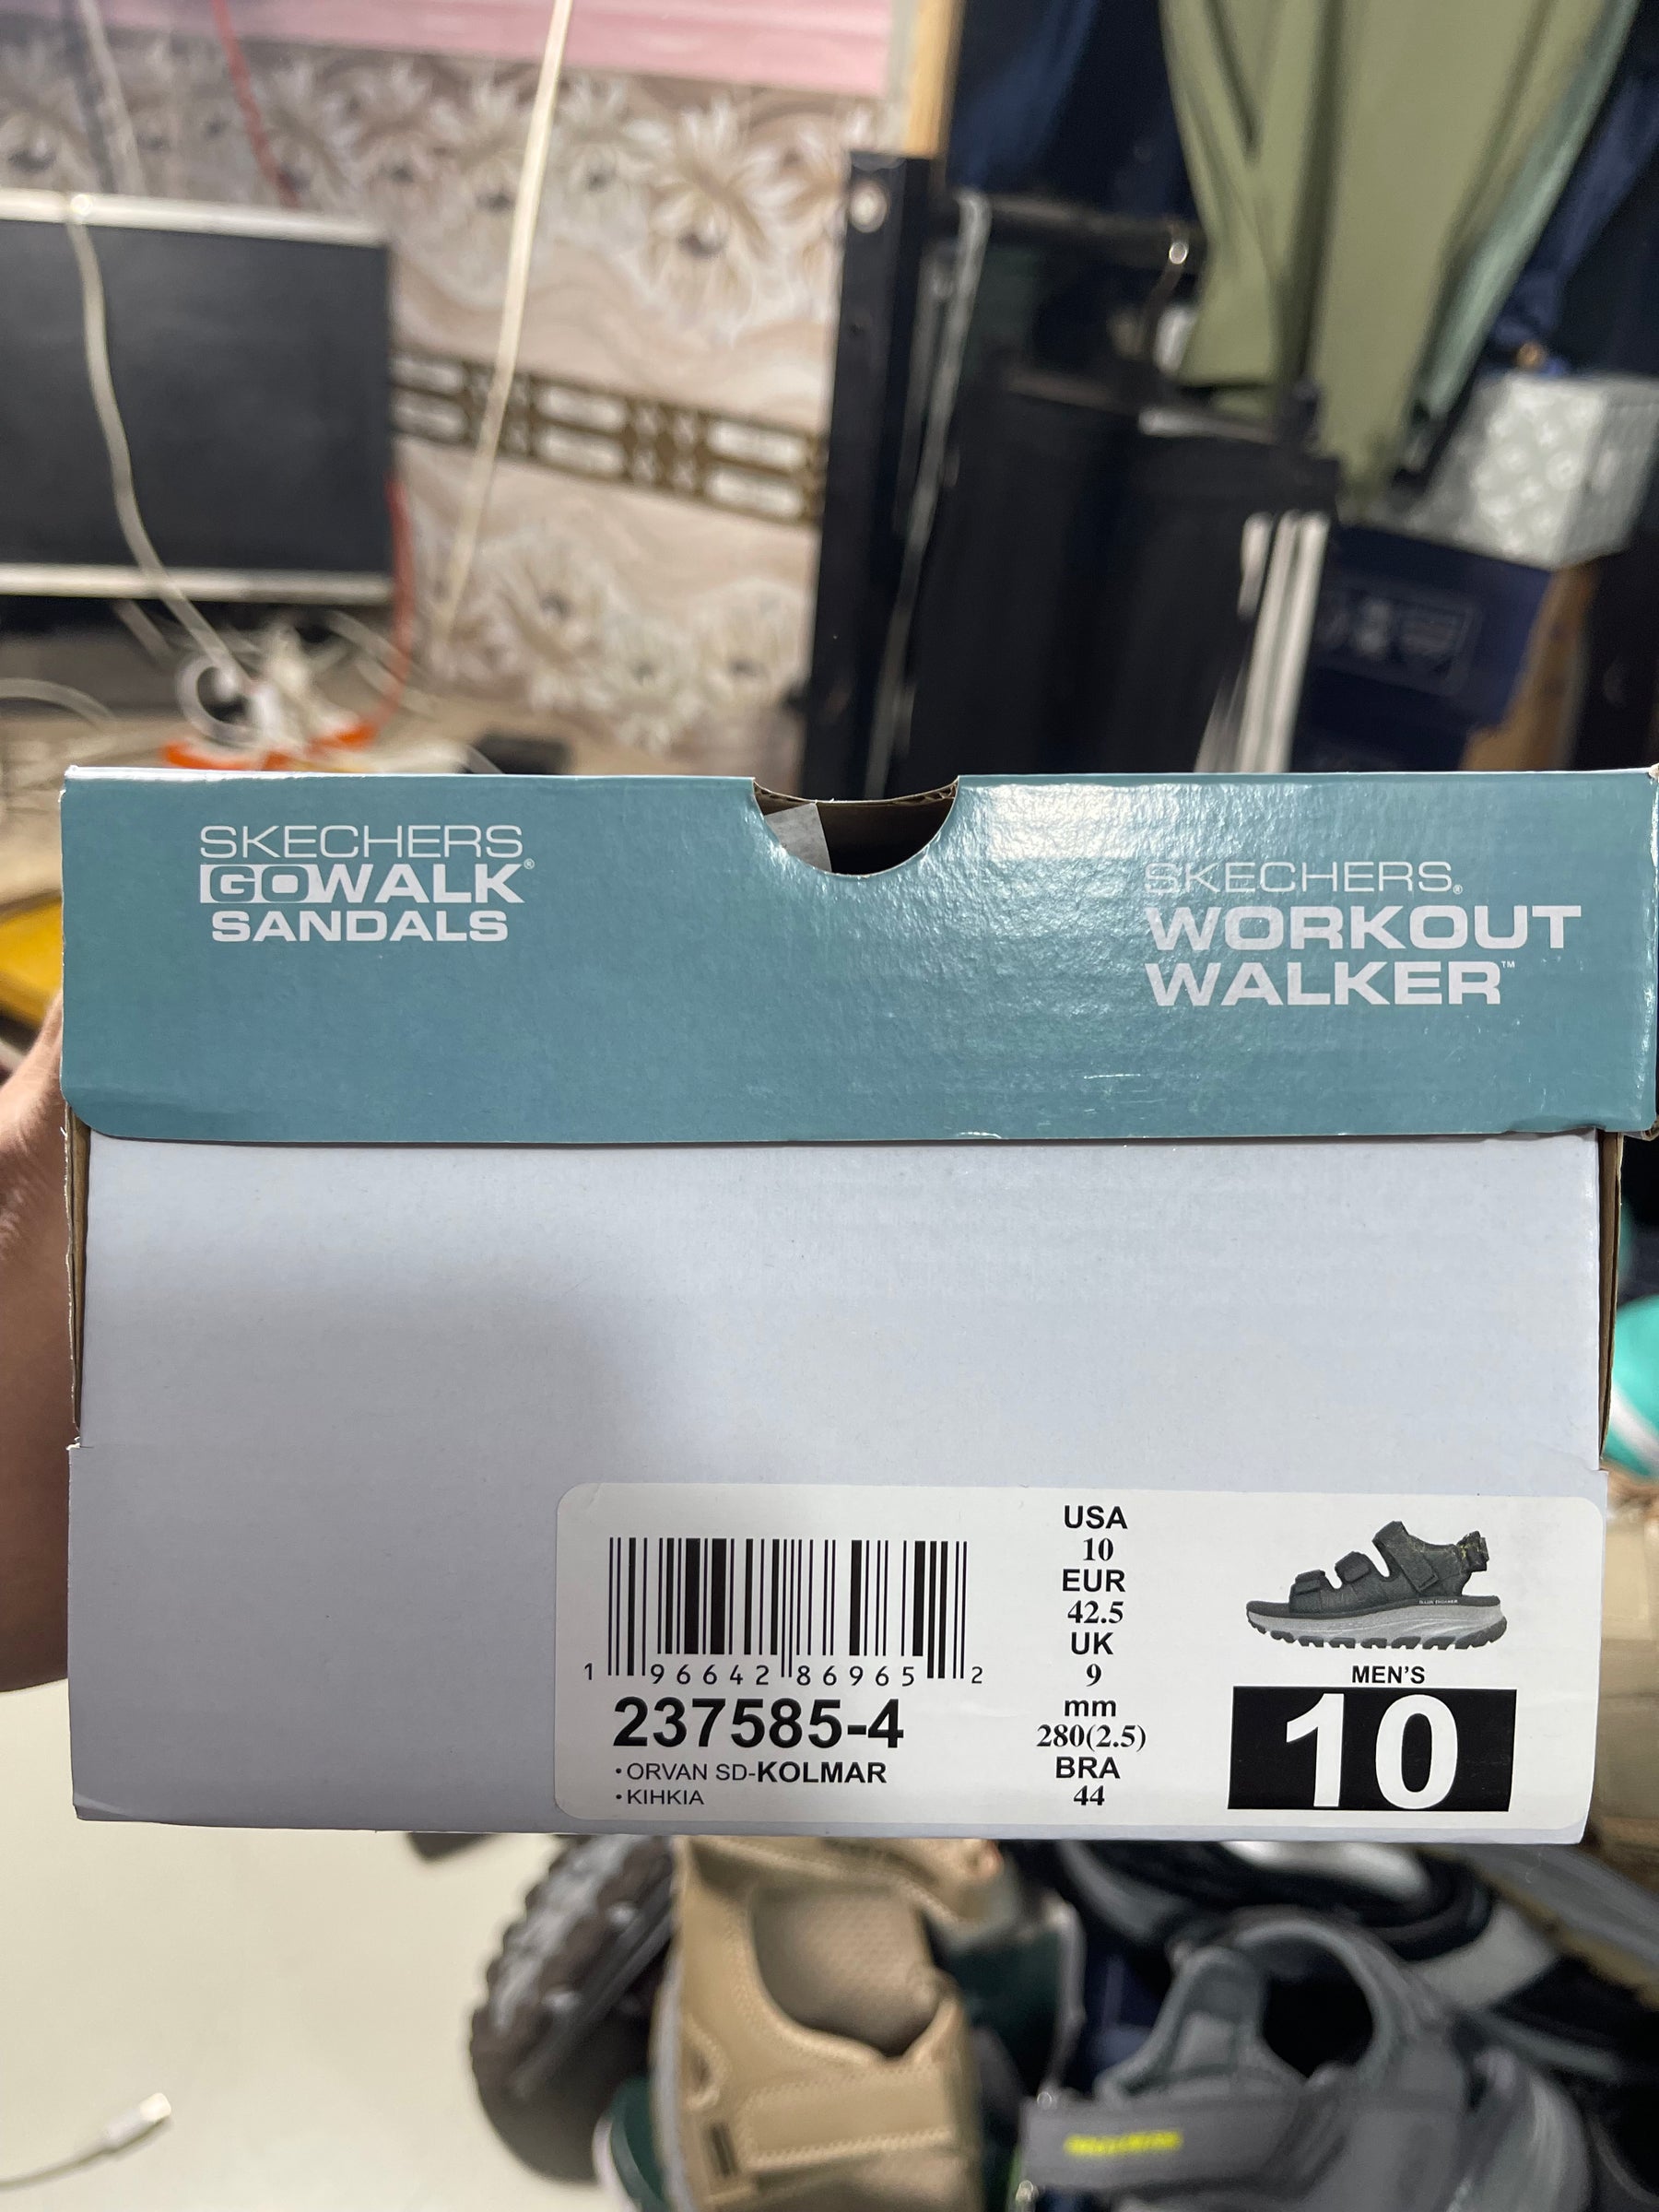 SKECHERS
GOWALK®
SANDALS
SKECHERS®
WORKOUT
WALKER™
1 96642 86965 2
237585-4
•ORVAN SD-KOLMAR
•KIHKIA
USA
10
EUR
42.5
UK
9
mm
280(2.5)
BRA
44
MEN'S
10